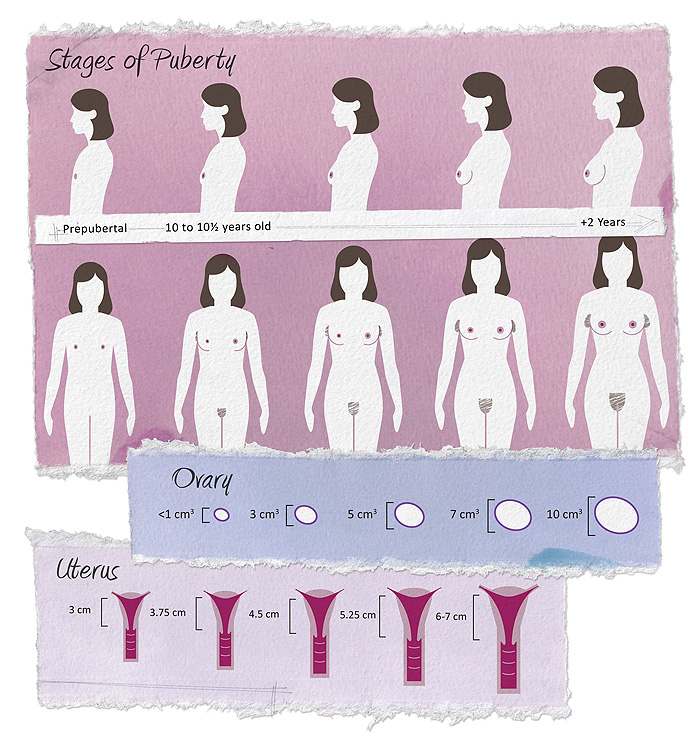 Stages of Puberty
Prepubertal 10 to 10½ years old +2 Years
Ovary
<1 cm³ 3 cm³ 5 cm³ 7 cm³ 10 cm³
Uterus
3 cm 3.75 cm 4.5 cm 5.25 cm 6-7 cm